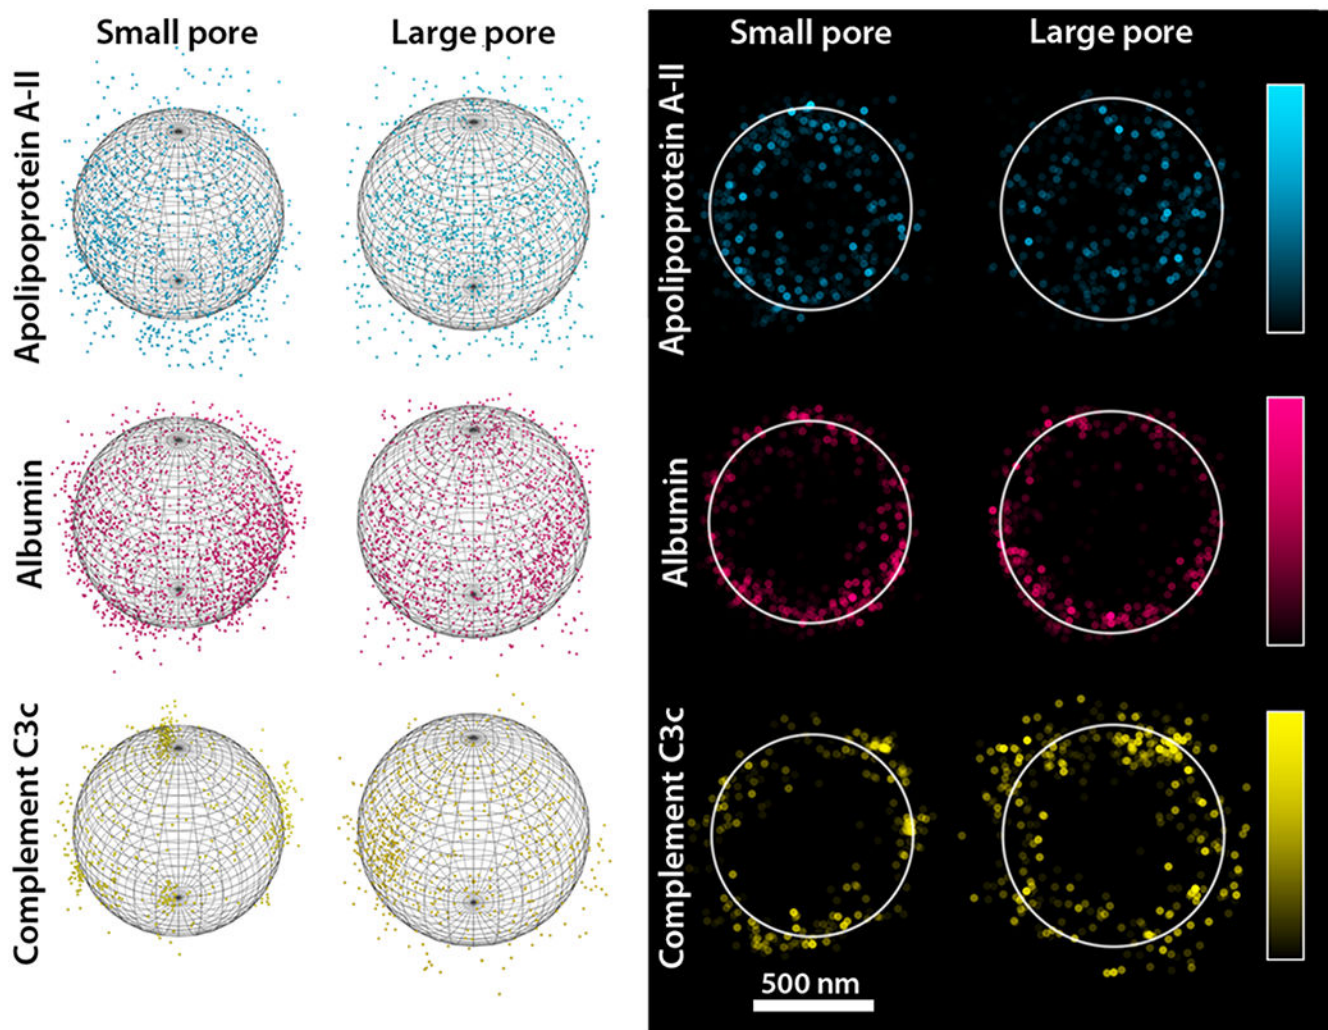 Small pore
Large pore
Small pore
Large pore
Apolipoprotein A-II
Apolipoprotein A-II
Albumin
Albumin
Complement C3c
Complement C3c
500 nm